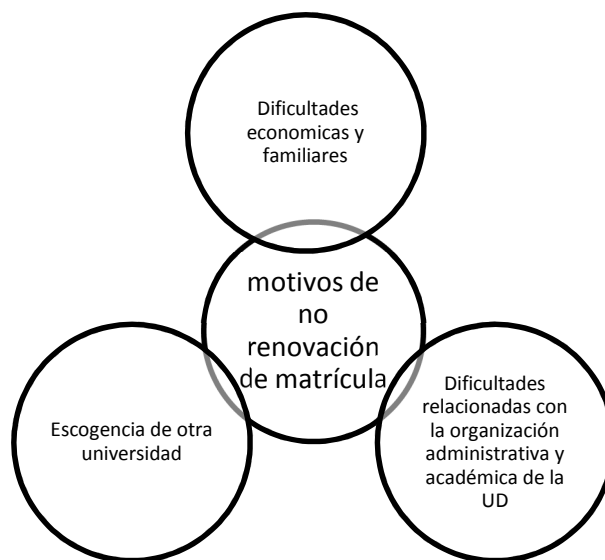 Dificultades
economicas y
familiares
motivos de
no
renovación
de matrícula
Escogencia de otra
universidad
Dificultades
relacionadas con
la organización
administrativa y
académica de la
UD